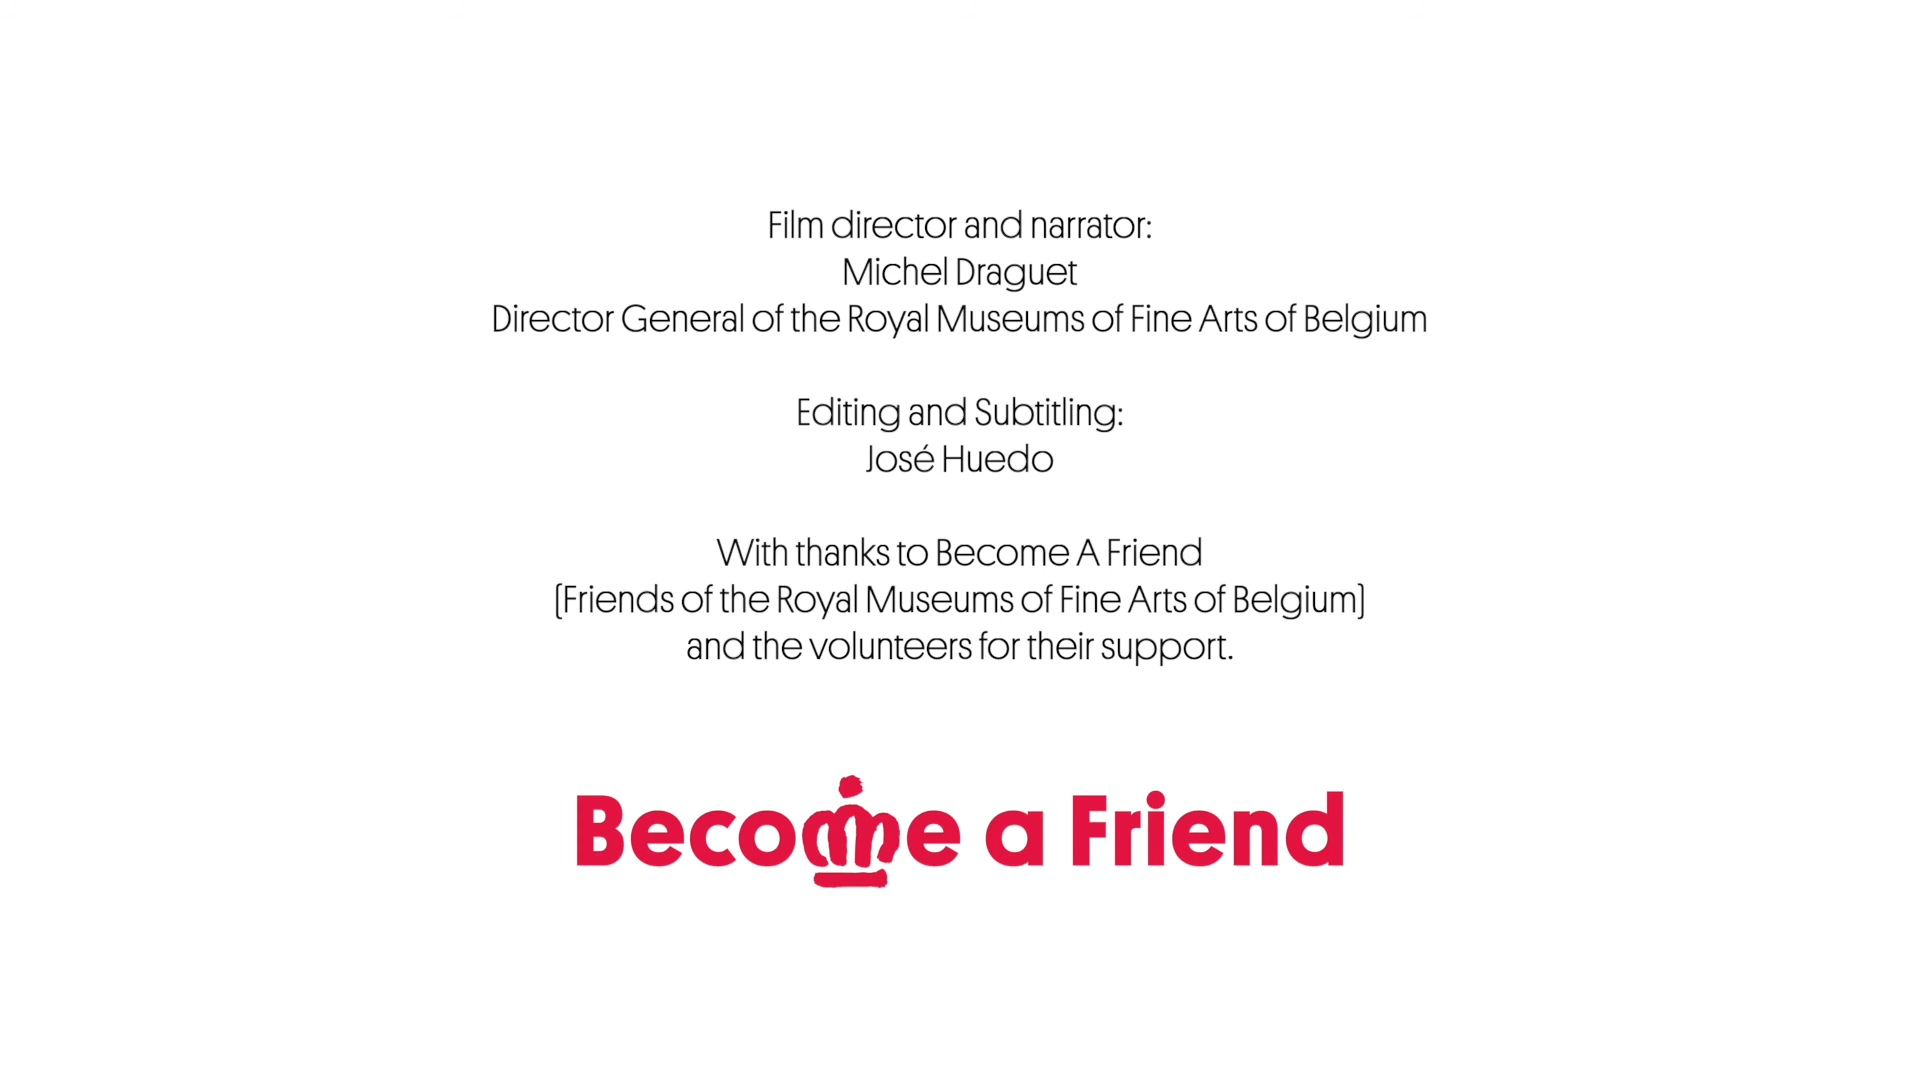 Film director and narrator:
Michel Draguet
Director General of the Royal Museums of Fine Arts of Belgium
Editing and Subtitling:
José Huedo
With thanks to Become A Friend
(Friends of the Royal Museums of Fine Arts of Belgium)
and the volunteers for their support.
Become a Friend